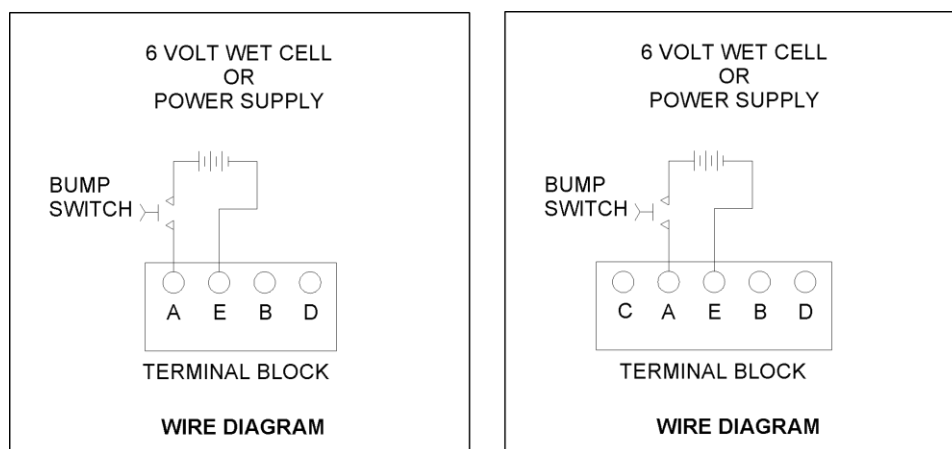 6 VOLT WET CELL
OR
POWER SUPPLY
BUMP
SWITCH
A E B D
TERMINAL BLOCK
WIRE DIAGRAM
6 VOLT WET CELL
OR
POWER SUPPLY
BUMP
SWITCH
C A E B D
TERMINAL BLOCK
WIRE DIAGRAM